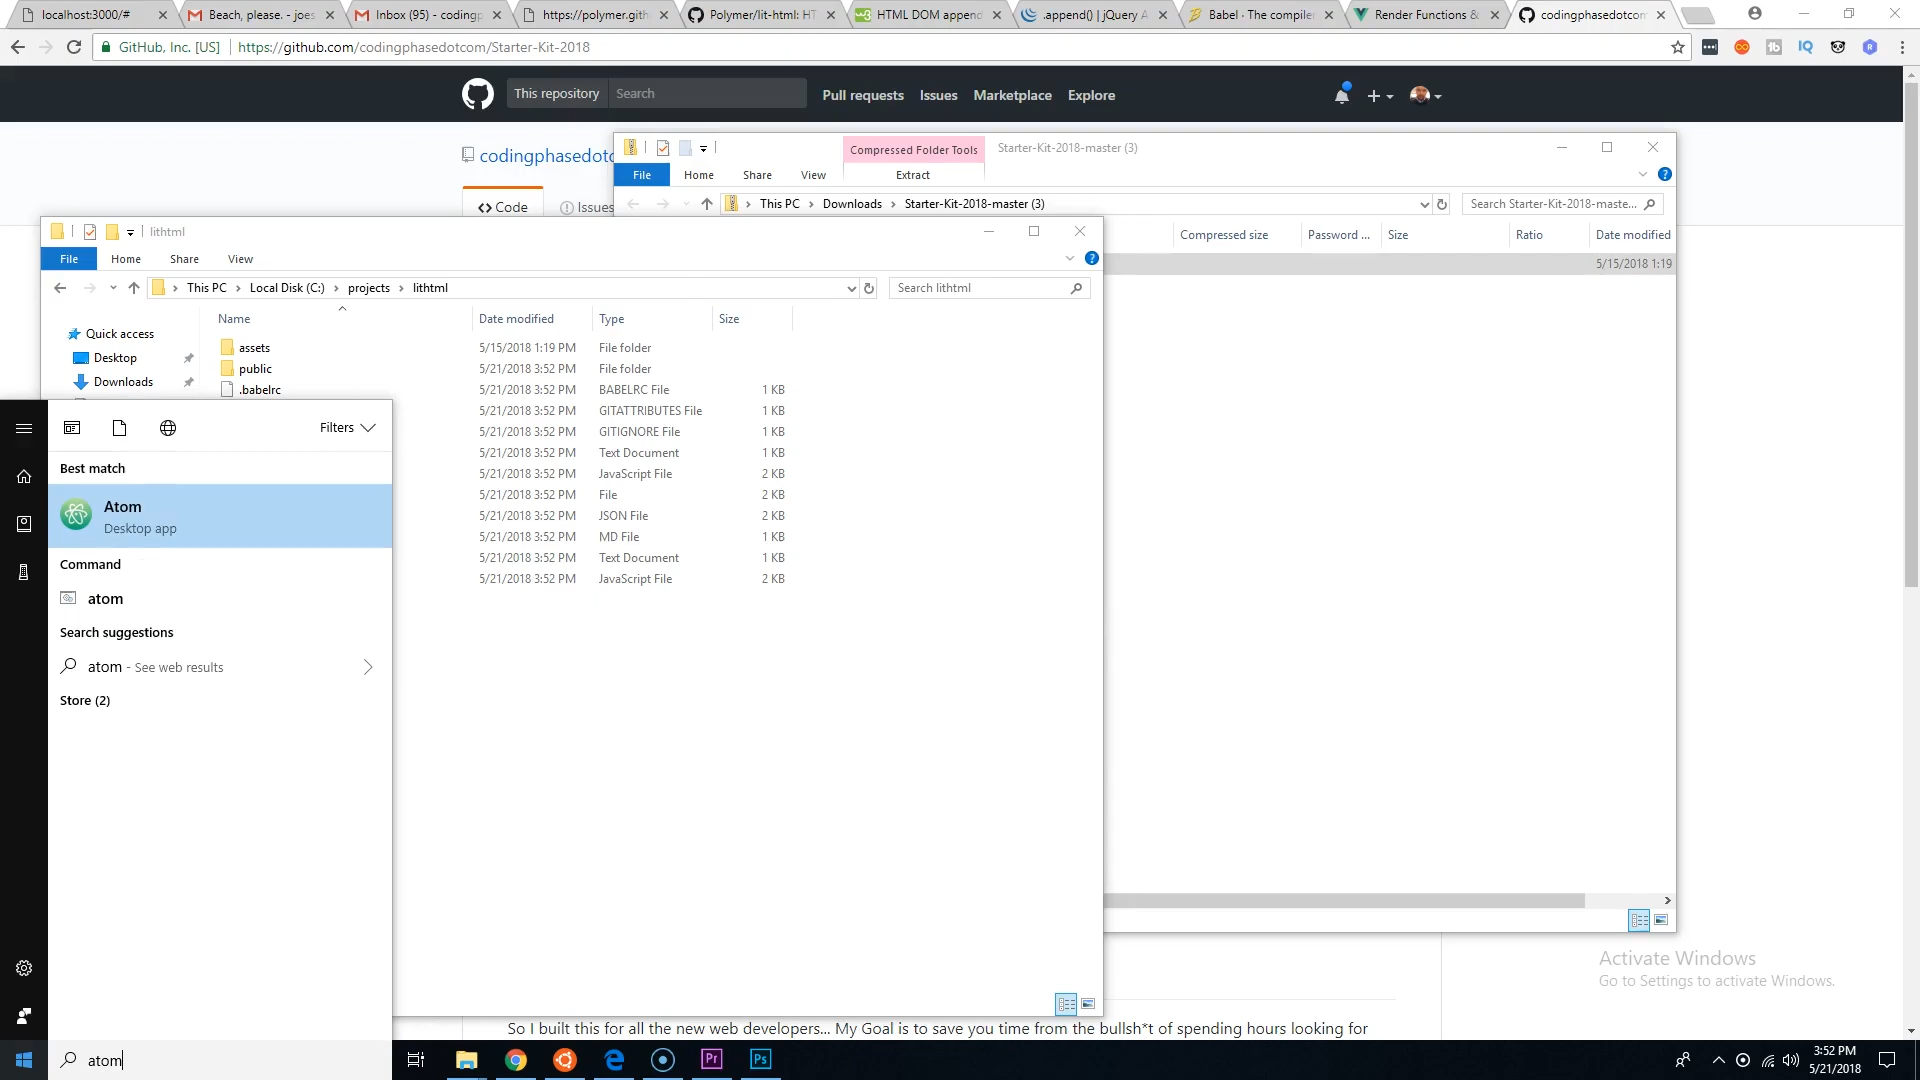 localhost:3000/#
Beach, please. - joes
Inbox (95) - codingp
https://polymer.gith
Polymer/lit-html: HT
HTML DOM append
.append() | jQuery A
Babel · The compiler
Render Functions &
codingphasedotcom
GitHub, Inc. [US]
https://github.com/codingphasedotcom/Starter-Kit-2018
This repository
Search
Pull requests
Issues
Marketplace
Explore
codingphasedotc
Code
Issues
Compressed Folder Tools
Starter-Kit-2018-master (3)
File
Home
Share
View
Extract
This PC
Downloads
Starter-Kit-2018-master (3)
Search Starter-Kit-2018-maste...
Compressed size
Password ...
Size
Ratio
Date modified
5/15/2018 1:19
lithtml
File
Home
Share
View
This PC
Local Disk (C:)
projects
lithtml
Search lithtml
Quick access
Desktop
Downloads
Name
Date modified
Type
Size
assets
5/15/2018 1:19 PM
File folder
public
5/21/2018 3:52 PM
File folder
.babelrc
5/21/2018 3:52 PM
BABELRC File
1 KB
5/21/2018 3:52 PM
GITATTRIBUTES File
1 KB
5/21/2018 3:52 PM
GITIGNORE File
1 KB
5/21/2018 3:52 PM
Text Document
1 KB
5/21/2018 3:52 PM
JavaScript File
2 KB
5/21/2018 3:52 PM
File
2 KB
5/21/2018 3:52 PM
JSON File
2 KB
5/21/2018 3:52 PM
MD File
1 KB
5/21/2018 3:52 PM
Text Document
1 KB
5/21/2018 3:52 PM
JavaScript File
2 KB
Filters
Best match
Atom
Desktop app
Command
atom
Search suggestions
atom - See web results
Store (2)
Activate Windows
Go to Settings to activate Windows.
So I built this for all the new web developers... My Goal is to save you time from the bullsh*t of spending hours looking for
atom
Pr
Ps
3:52 PM
5/21/2018